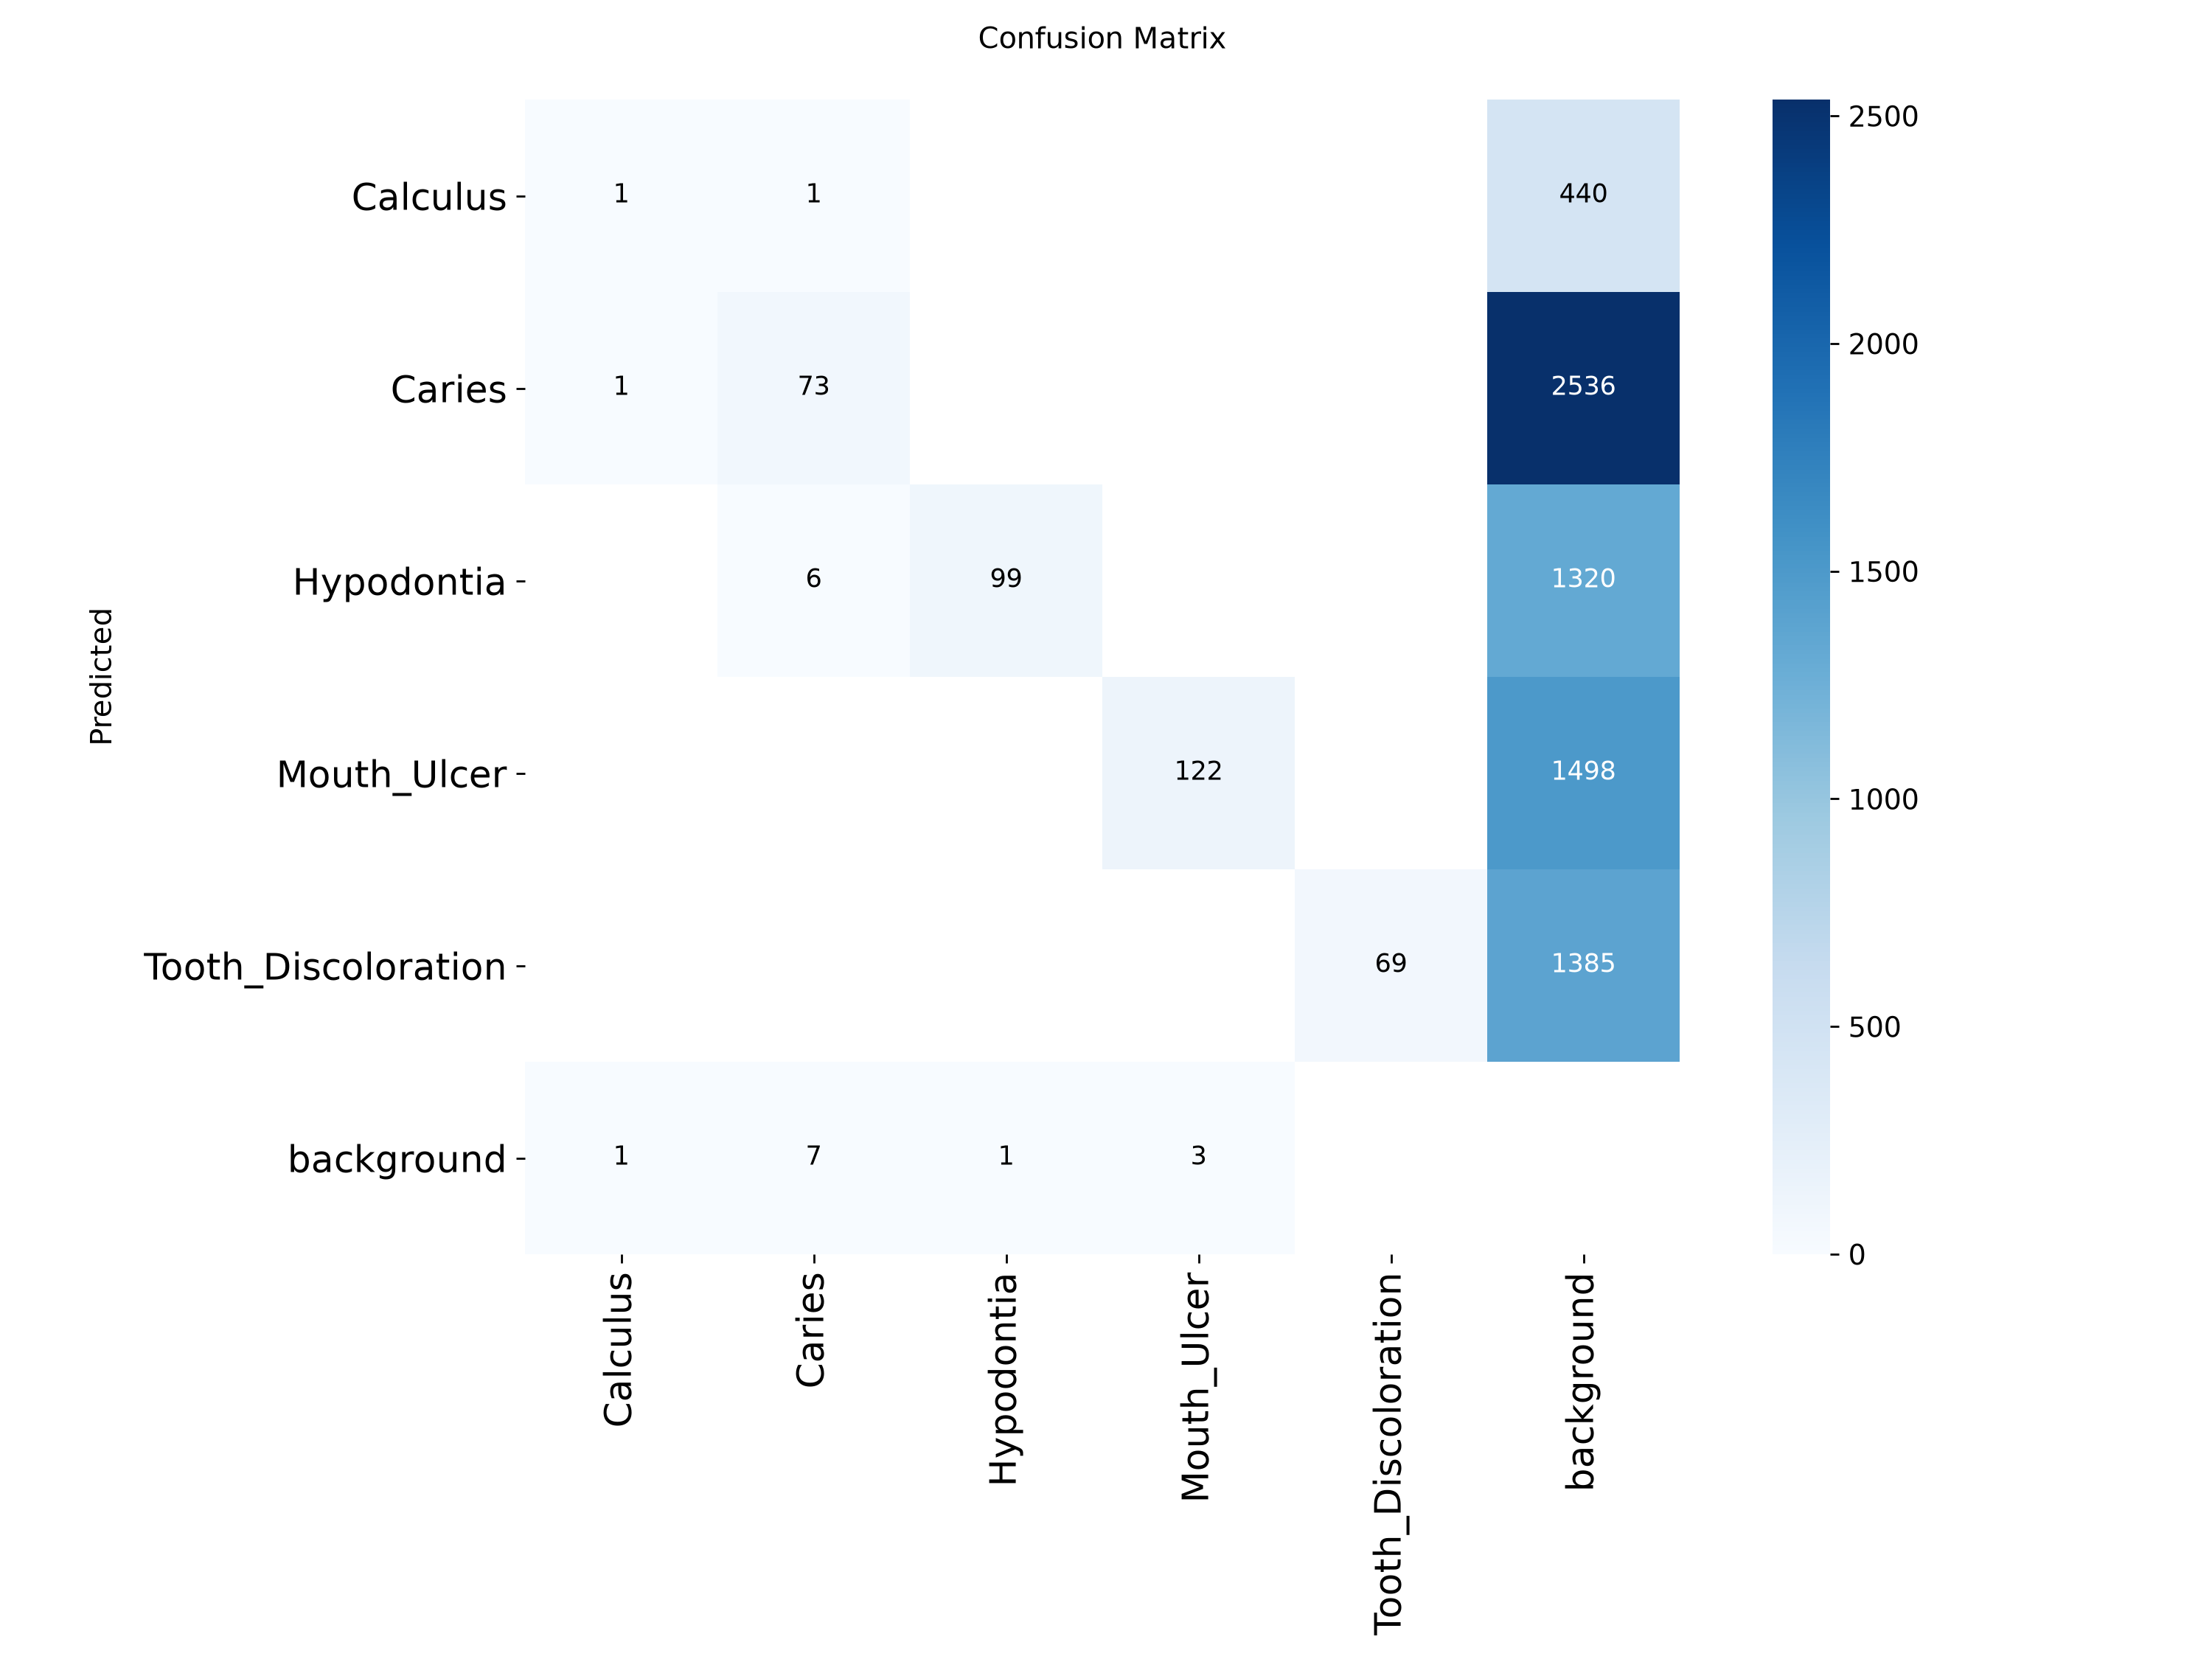 Confusion Matrix
Predicted
Calculus 1 1 440
Caries 1 73 2536
Hypodontia 6 99 1320
Mouth_Ulcer 122 1498
Tooth_Discoloration 69 1385
background 1 7 1 3
Calculus
Caries
Hypodontia
Mouth_Ulcer
Tooth_Discoloration
background
2500
2000
1500
1000
500
0